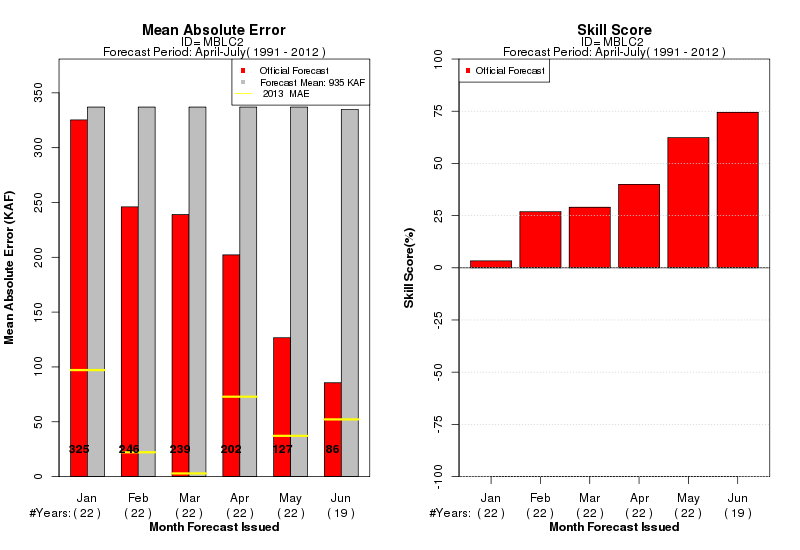 Mean Absolute Error
ID= MBLC2
Forecast Period: April-July( 1991 - 2012 )
Official Forecast
Forecast Mean: 935 KAF
2013 MAE
Mean Absolute Error (KAF)
350
300
250
200
150
100
50
0
325
246
239
202
127
86
Jan
Feb
Mar
Apr
May
Jun
#Years: ( 22 ) ( 22 ) ( 22 ) ( 22 ) ( 22 ) ( 19 )
Month Forecast Issued
Skill Score
ID= MBLC2
Forecast Period: April-July( 1991 - 2012 )
Official Forecast
Skill Score(%)
100
75
50
25
0
-25
-50
-75
-100
Jan
Feb
Mar
Apr
May
Jun
#Years: ( 22 ) ( 22 ) ( 22 ) ( 22 ) ( 22 ) ( 19 )
Month Forecast Issued